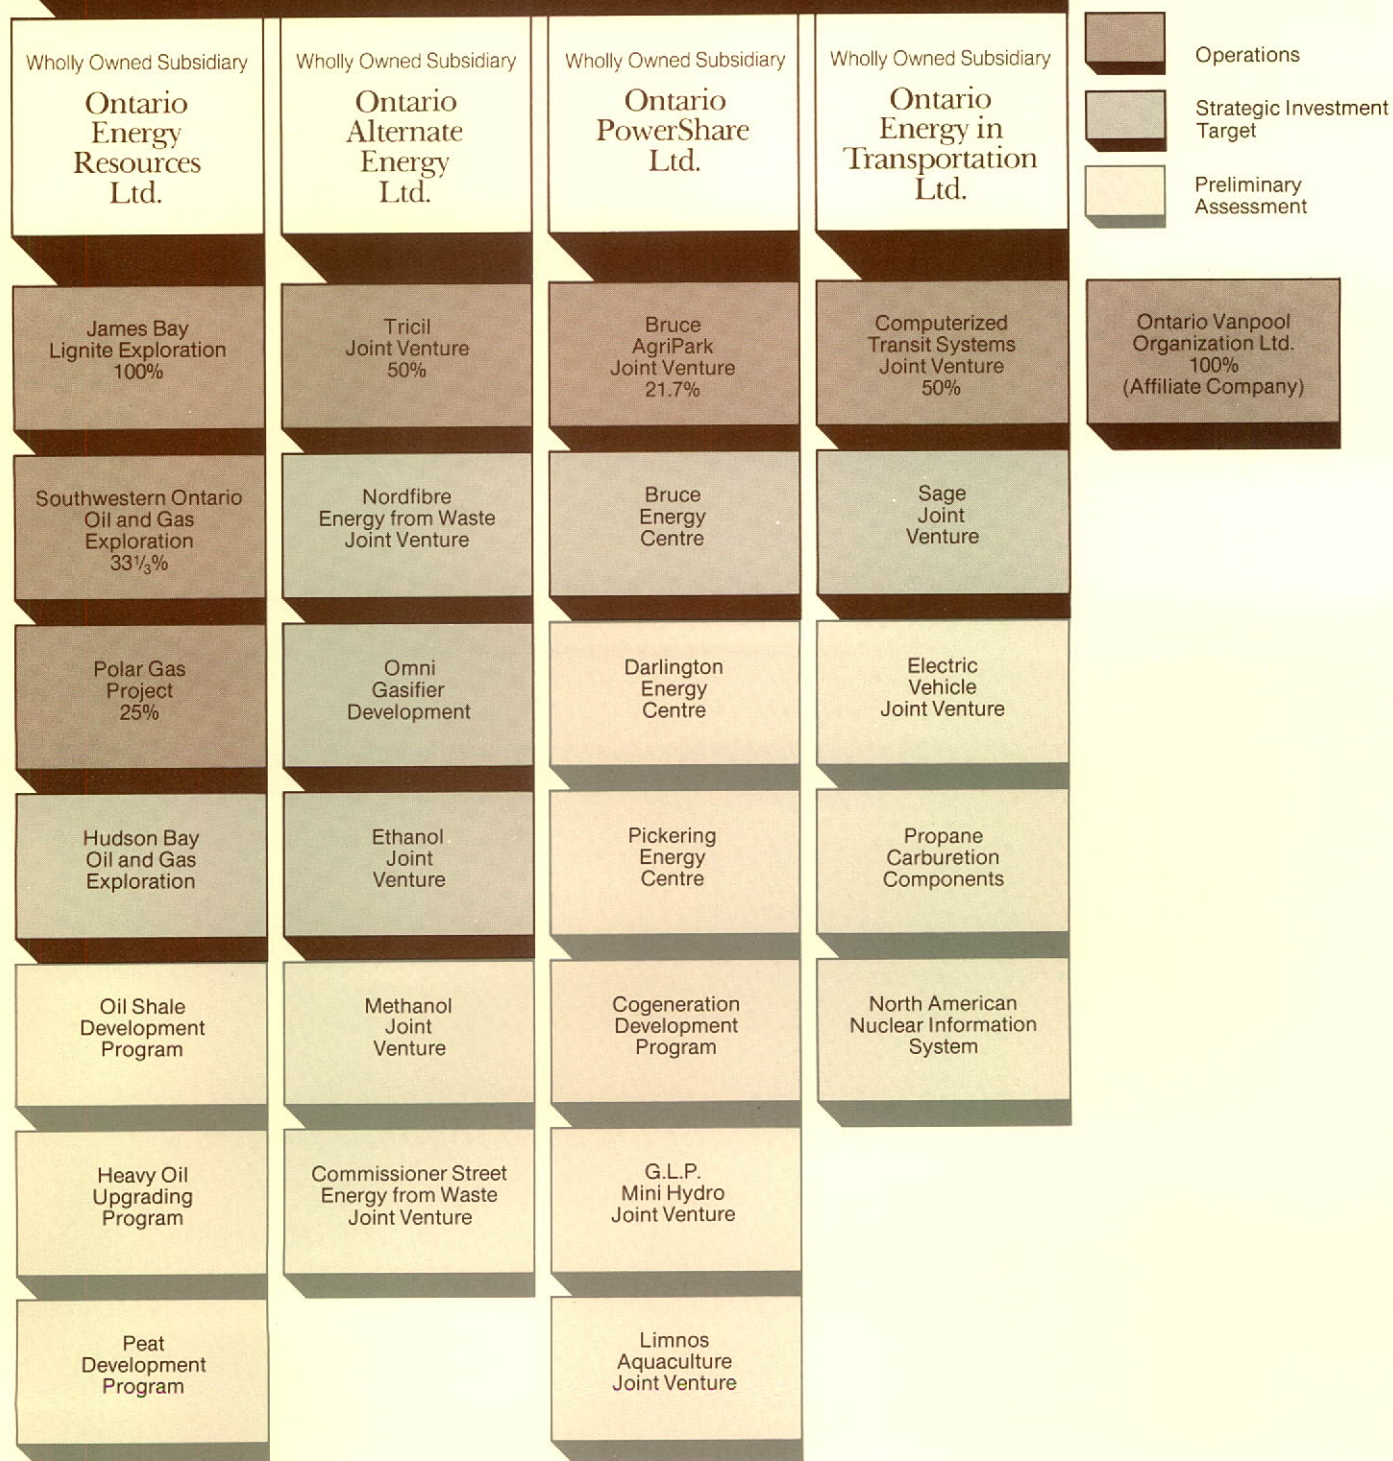 Wholly Owned Subsidiary
Ontario
Energy
Resources
Ltd.
James Bay
Lignite Exploration
100%
Southwestern Ontario
Oil and Gas
Exploration
33⅓%
Polar Gas
Project
25%
Hudson Bay
Oil and Gas
Exploration
Oil Shale
Development
Program
Heavy Oil
Upgrading
Program
Peat
Development
Program
Wholly Owned Subsidiary
Ontario
Alternate
Energy
Ltd.
Tricil
Joint Venture
50%
Nordfibre
Energy from Waste
Joint Venture
Omni
Gasifier
Development
Ethanol
Joint
Venture
Methanol
Joint
Venture
Commissioner Street
Energy from Waste
Joint Venture
Wholly Owned Subsidiary
Ontario
PowerShare
Ltd.
Bruce
AgriPark
Joint Venture
21.7%
Bruce
Energy
Centre
Darlington
Energy
Centre
Pickering
Energy
Centre
Cogeneration
Development
Program
G.L.P.
Mini Hydro
Joint Venture
Limnos
Aquaculture
Joint Venture
Wholly Owned Subsidiary
Ontario
Energy in
Transportation
Ltd.
Computerized
Transit Systems
Joint Venture
50%
Sage
Joint
Venture
Electric
Vehicle
Joint Venture
Propane
Carburetion
Components
North American
Nuclear Information
System
Operations
Strategic Investment
Target
Preliminary
Assessment
Ontario Vanpool
Organization Ltd.
100%
(Affiliate Company)